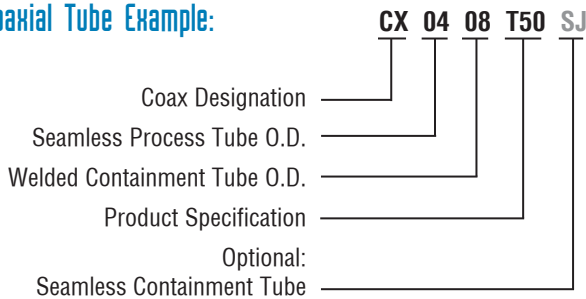 oaxial Tube Example:
CX 04 08 T50 SJ
Coax Designation
Seamless Process Tube O.D.
Welded Containment Tube O.D.
Product Specification
Optional:
Seamless Containment Tube